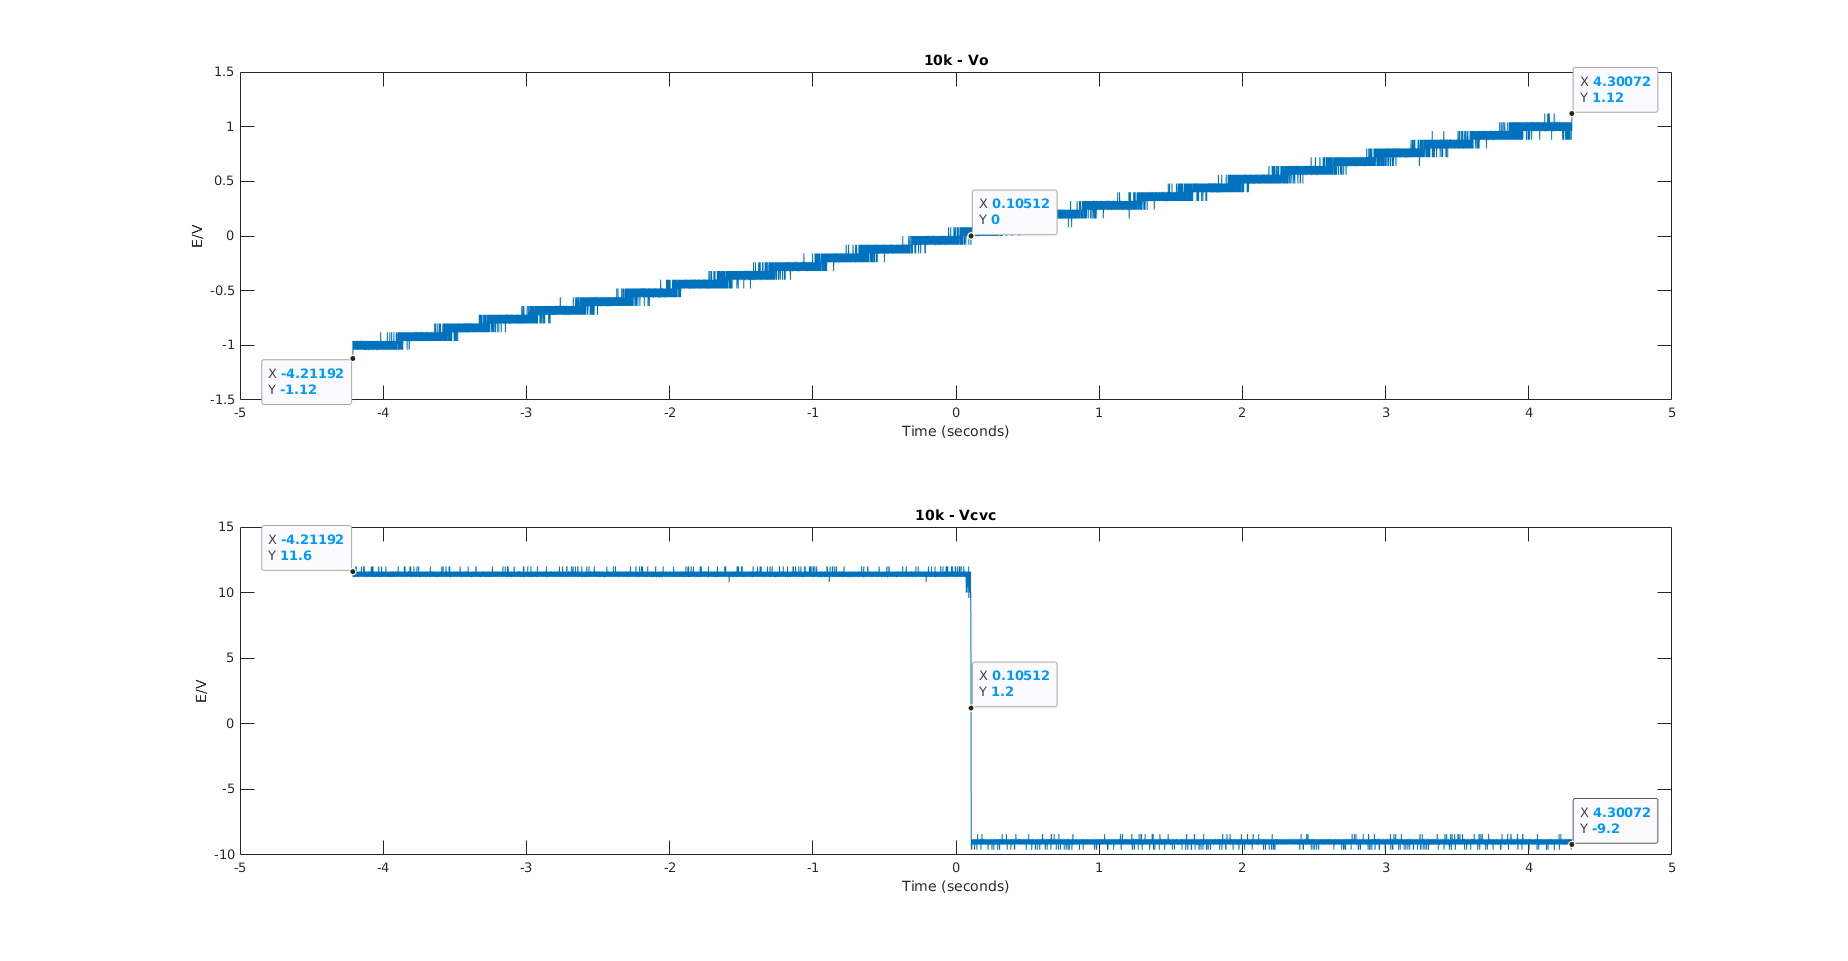 10k - Vo
E/V
1.5
1
0.5
0
-0.5
-1
-1.5
X 4.30072
Y 1.12
X 0.10512
Y 0
X -4.21192
Y -1.12
-5 -4 -3 -2 -1 0 1 2 3 4 5
Time (seconds)
10k - Vcvc
E/V
15
10
5
0
-5
-10
X -4.21192
Y 11.6
X 0.10512
Y 1.2
X 4.30072
Y -9.2
-5 -4 -3 -2 -1 0 1 2 3 4 5
Time (seconds)